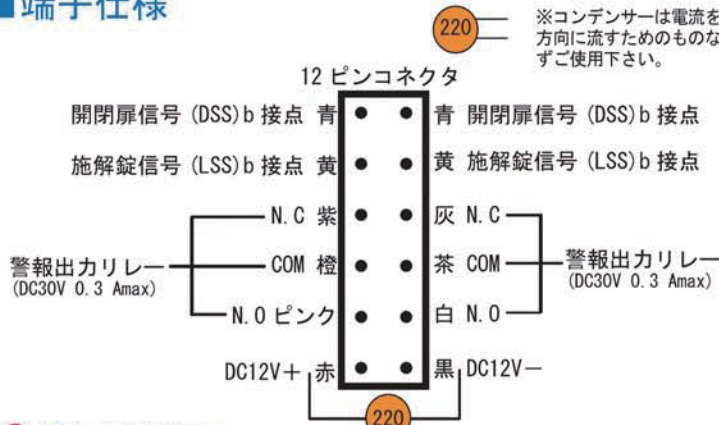 ■端子仕様
220
※コンデンサーは電流を
方向に流すためのものな
ずご使用下さい。
12 ピンコネクタ
開閉扉信号 (DSS)b 接点 青 青 開閉扉信号 (DSS)b 接点
施解錠信号 (LSS)b 接点 黄 黄 施解錠信号 (LSS)b 接点
N.C 紫 灰 N.C
警報出力リレー COM 橙 茶 COM 警報出力リレー
(DC30V 0.3 Amax) (DC30V 0.3 Amax)
N.O ピンク 白 N.O
DC12V＋ 赤 黒 DC12V－
220